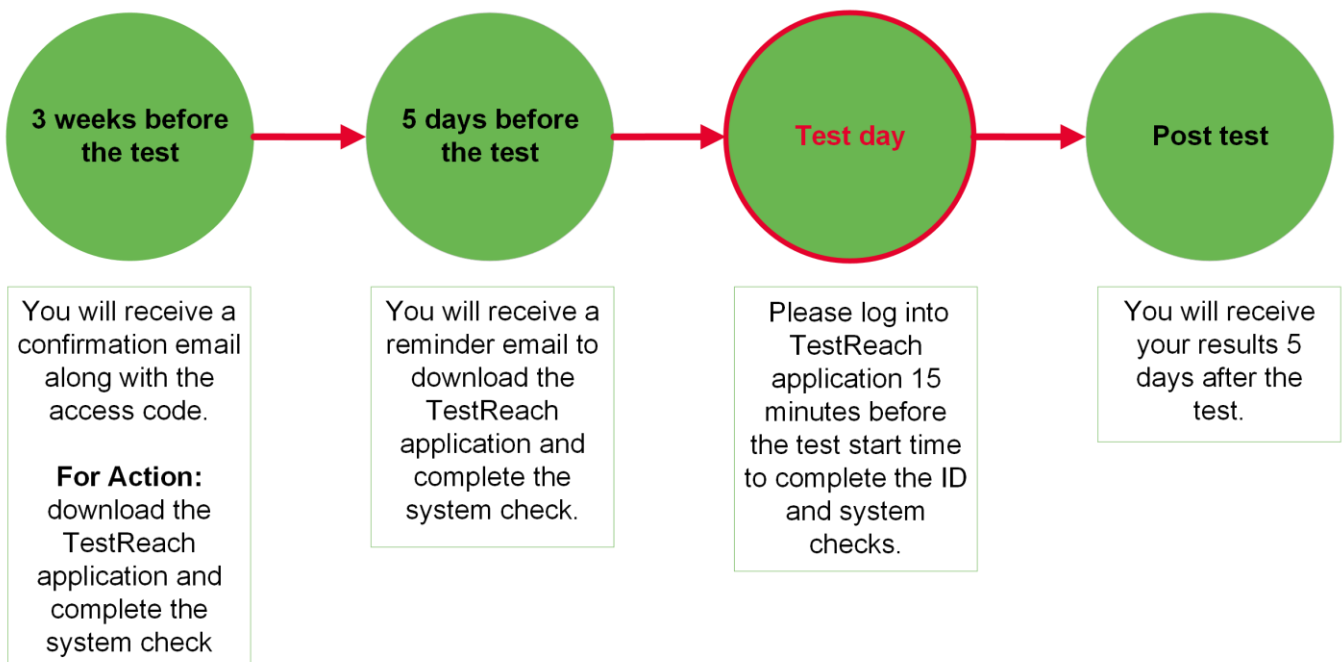 3 weeks before
the test
5 days before
the test
Test day
Post test
You will receive a
confirmation email
along with the
access code.
For Action:
download the
TestReach
application and
complete the
system check
You will receive a
reminder email to
download the
TestReach
application and
complete the
system check.
Please log into
TestReach
application 15
minutes before
the test start time
to complete the ID
and system
checks.
You will receive
your results 5
days after the
test.